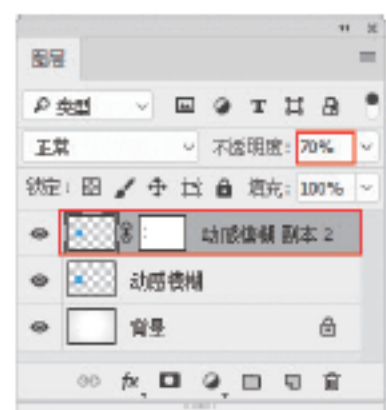 图层
类型
正常 不透明度: 70%
锁定: 填充: 100%
动感模糊 副本 2
动感模糊
背景
fx